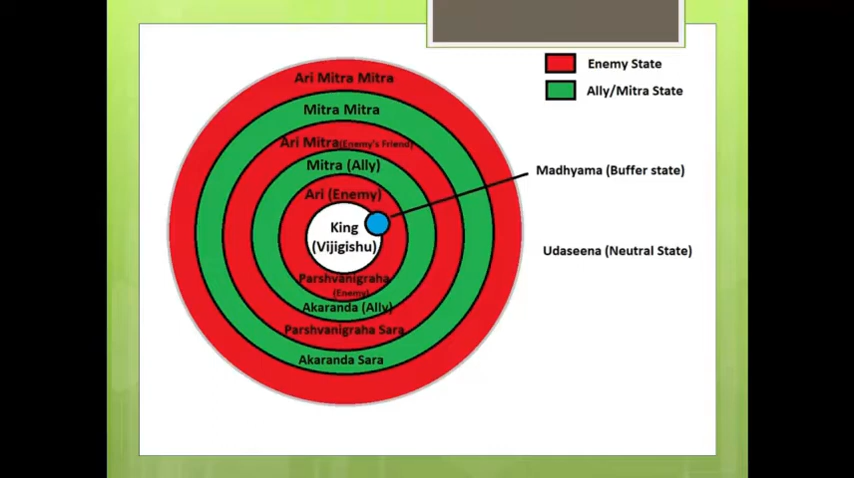 Ari Mitra Mitra
Mitra Mitra
Ari Mitra(Enemy's Friend)
Mitra (Ally)
Ari (Enemy)
King
(Vijigishu)
Parshvanigraha
(Enemy)
Akaranda (Ally)
Parshvanigraha Sara
Akaranda Sara
Enemy State
Ally/Mitra State
Madhyama (Buffer state)
Udaseena (Neutral State)